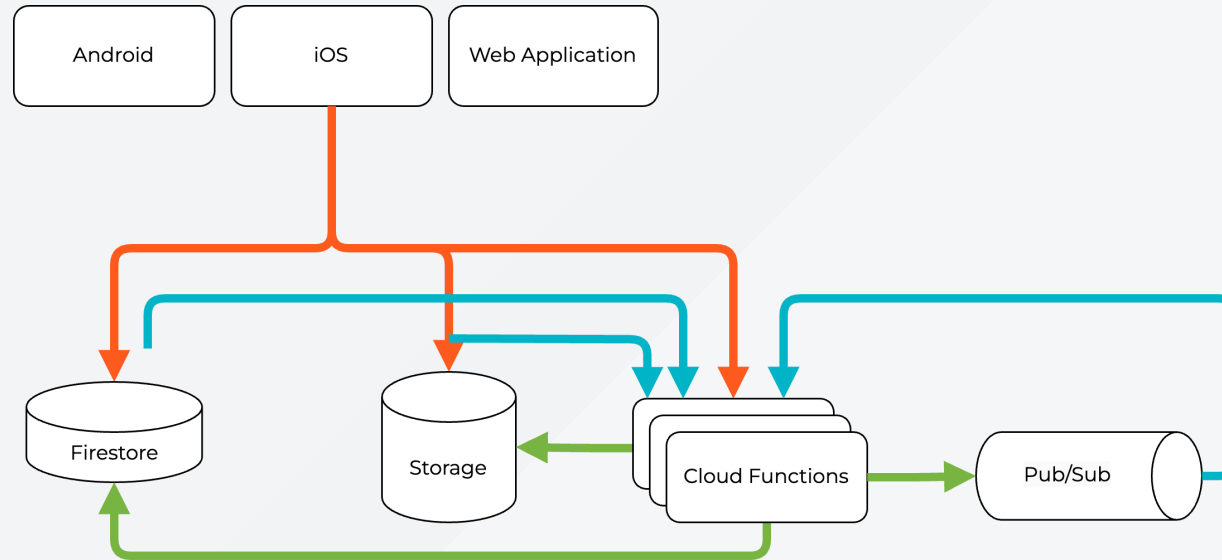 Android
iOS
Web Application
Firestore
Storage
Cloud Functions
Pub/Sub